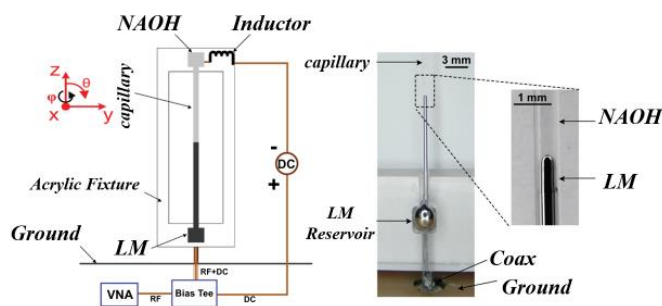 NAOH
Inductor
z
θ
φ
x
y
capillary
-
DC
+
Acrylic Fixture
Ground
LM
RF+DC
VNA
RF
Bias Tee
DC
capillary
3 mm
1 mm
NAOH
LM
LM
Reservoir
Coax
Ground